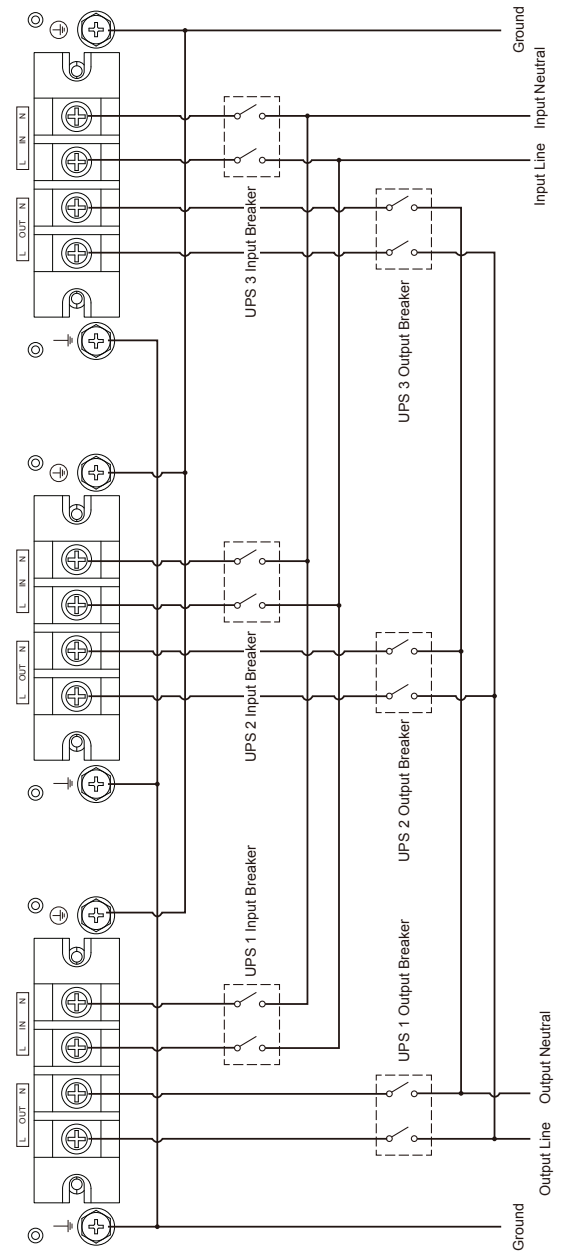 L OUT N
L IN N
L OUT N
L IN N
L OUT N
L IN N
UPS 1 Input Breaker
UPS 2 Input Breaker
UPS 3 Input Breaker
UPS 1 Output Breaker
UPS 2 Output Breaker
UPS 3 Output Breaker
Ground
Output Line
Output Neutral
Input Line
Input Neutral
Ground